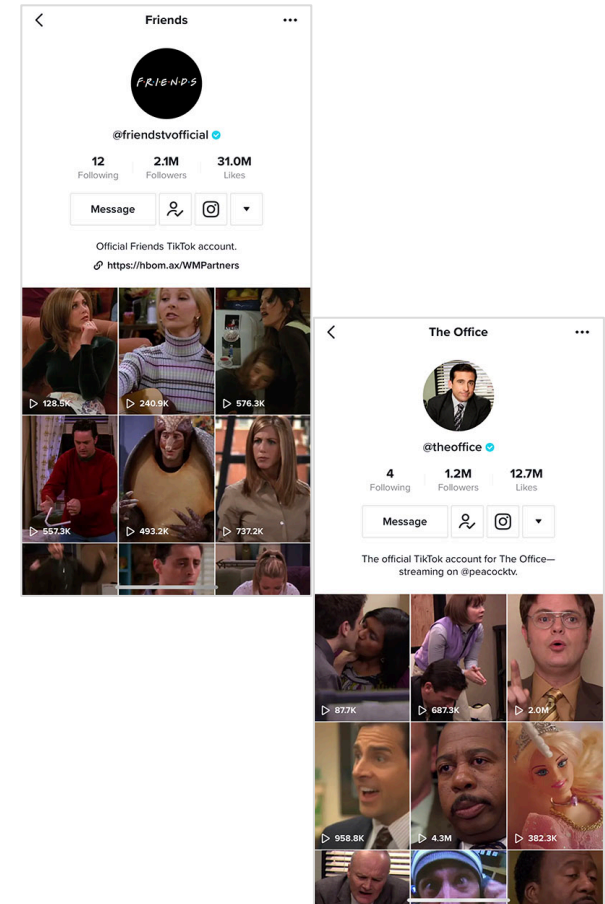 Friends
F·R·I·E·N·D·S
@friendstvofficial
12 2.1M 31.0M
Following Followers Likes
Message
Official Friends TikTok account.
https://hbom.ax/WMPartners
128.5K 240.9K 576.3K
557.3K 493.2K 737.2K
The Office
@theoffice
4 1.2M 12.7M
Following Followers Likes
Message
The official TikTok account for The Office—
streaming on @peacocktv.
87.7K 687.3K 2.0M
958.8K 4.3M 382.3K